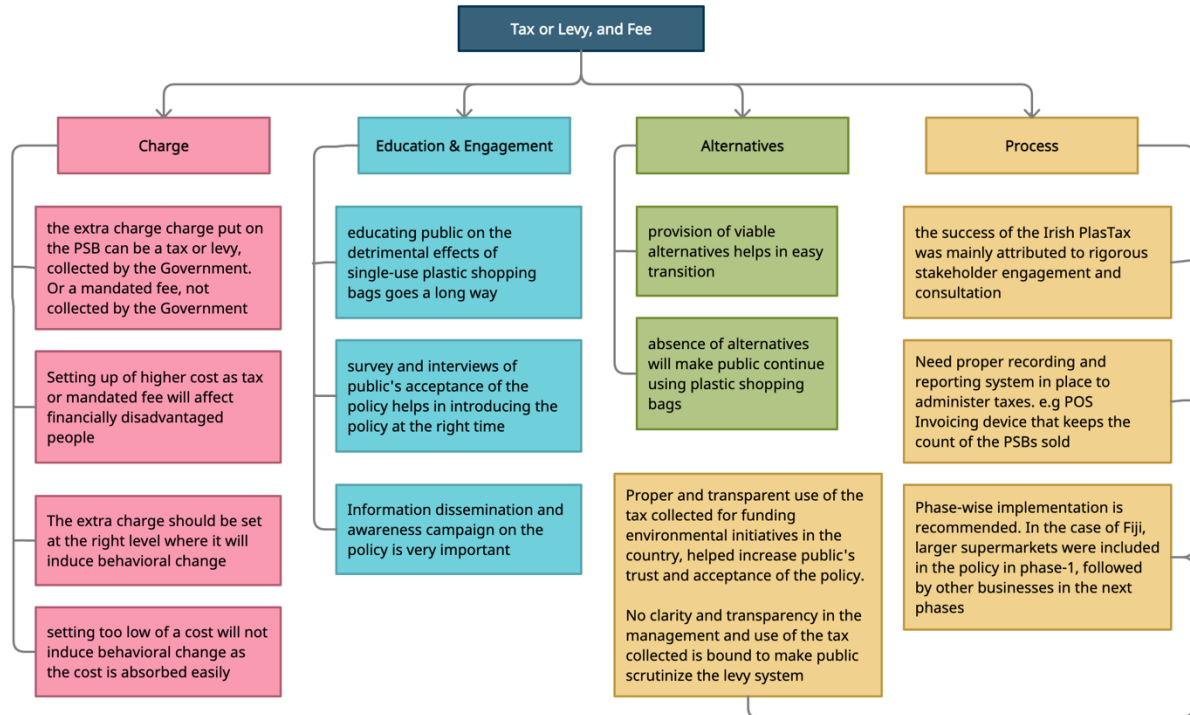 Tax or Levy, and Fee
Charge
the extra charge charge put on
the PSB can be a tax or levy,
collected by the Government.
Or a mandated fee, not
collected by the Government
Setting up of higher cost as tax
or mandated fee will affect
financially disadvantaged
people
The extra charge should be set
at the right level where it will
induce behavioral change
setting too low of a cost will not
induce behavioral change as
the cost is absorbed easily
Education & Engagement
educating public on the
detrimental effects of
single-use plastic shopping
bags goes a long way
survey and interviews of
public's acceptance of the
policy helps in introducing the
policy at the right time
Information dissemination and
awareness campaign on the
policy is very important
Alternatives
provision of viable
alternatives helps in easy
transition
absence of alternatives
will make public continue
using plastic shopping
bags
Process
the success of the Irish PlasTax
was mainly attributed to rigorous
stakeholder engagement and
consultation
Need proper recording and
reporting system in place to
administer taxes. e.g POS
Invoicing device that keeps the
count of the PSBs sold
Phase-wise implementation is
recommended. In the case of Fiji,
larger supermarkets were included
in the policy in phase-1, followed
by other businesses in the next
phases
Proper and transparent use of the
tax collected for funding
environmental initiatives in the
country, helped increase public's
trust and acceptance of the policy.
No clarity and transparency in the
management and use of the tax
collected is bound to make public
scrutinize the levy system